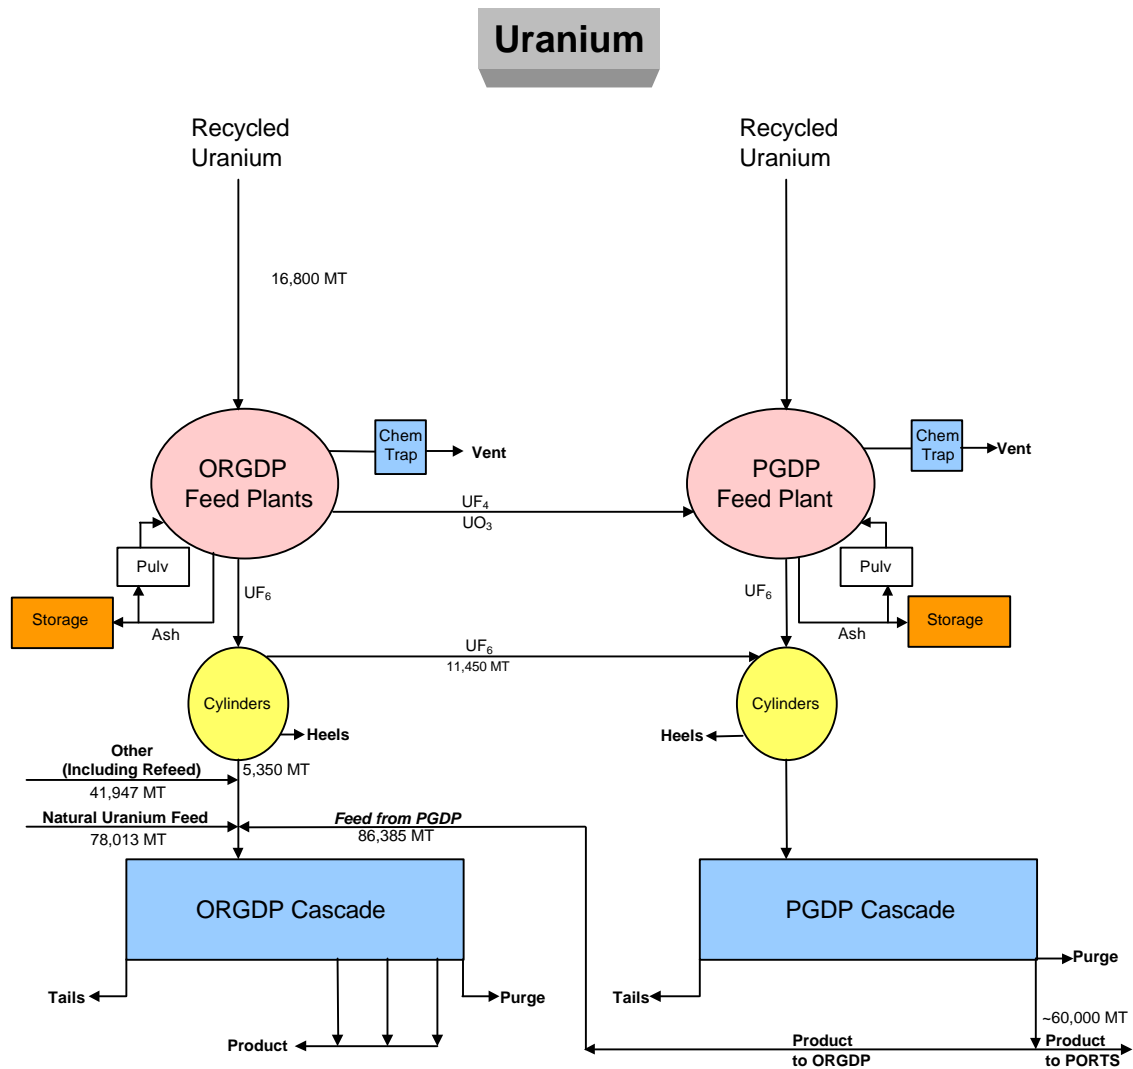 Uranium
Recycled
Uranium
Recycled
Uranium
16,800 MT
Chem
Trap
Vent
Chem
Trap
Vent
ORGDP
Feed Plants
PGDP
Feed Plant
UF₄
UO₃
Pulv
Pulv
UF₆
UF₆
Storage
Ash
Ash
Storage
UF₆
11,450 MT
Cylinders
Cylinders
Heels
Heels
Other
(Including Refeed)
5,350 MT
41,947 MT
Natural Uranium Feed
Feed from PGDP
78,013 MT
86,385 MT
ORGDP Cascade
PGDP Cascade
Purge
Tails
Purge
Tails
~60,000 MT
Product
Product
to ORGDP
Product
to PORTS